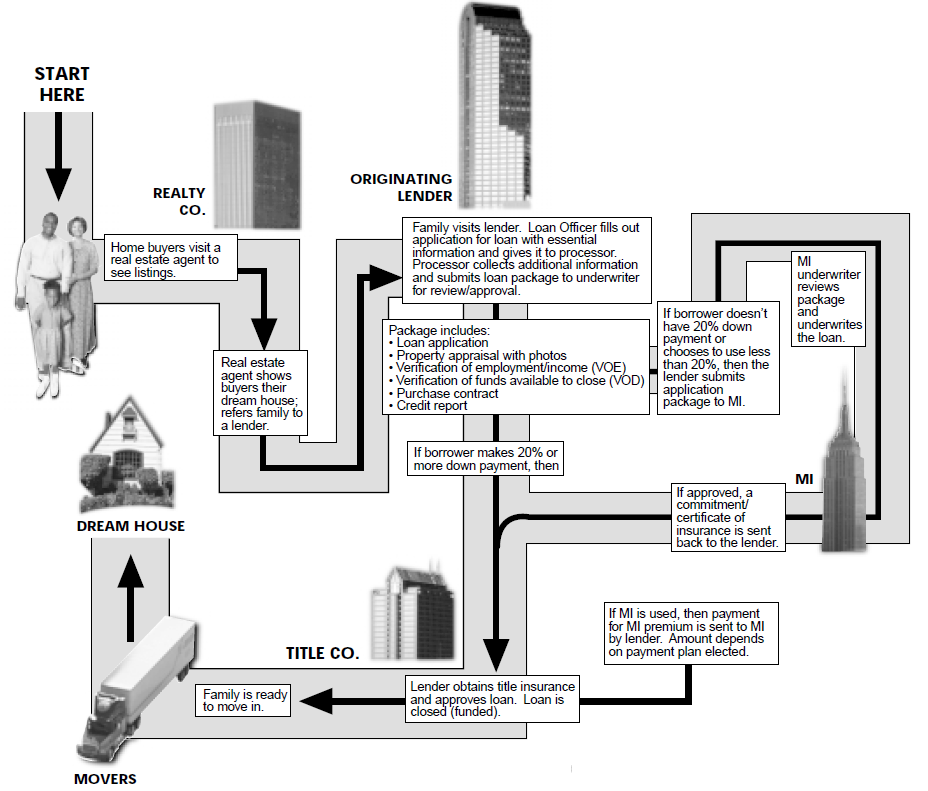 START
HERE
REALTY
CO.
ORIGINATING
LENDER
Home buyers visit a
real estate agent to
see listings.
Family visits lender.  Loan Officer fills out
application for loan with essential
information and gives it to processor.
Processor collects additional information
and submits loan package to underwriter
for review/approval.
MI
underwriter
reviews
package
and
underwrites
the loan.
Package includes:
• Loan application
• Property appraisal with photos
• Verification of employment/income (VOE)
• Verification of funds available to close (VOD)
• Purchase contract
• Credit report
If borrower doesn't
have 20% down
payment or
chooses to use less
than 20%, then the
lender submits
application
package to MI.
Real estate
agent shows
buyers their
dream house;
refers family to
a lender.
If borrower makes 20% or
more down payment, then
MI
If approved, a
commitment/
certificate of
insurance is sent
back to the lender.
DREAM HOUSE
If MI is used, then payment
for MI premium is sent to MI
by lender.  Amount depends
on payment plan elected.
TITLE CO.
Lender obtains title insurance
and approves loan.  Loan is
closed (funded).
Family is ready
to move in.
MOVERS